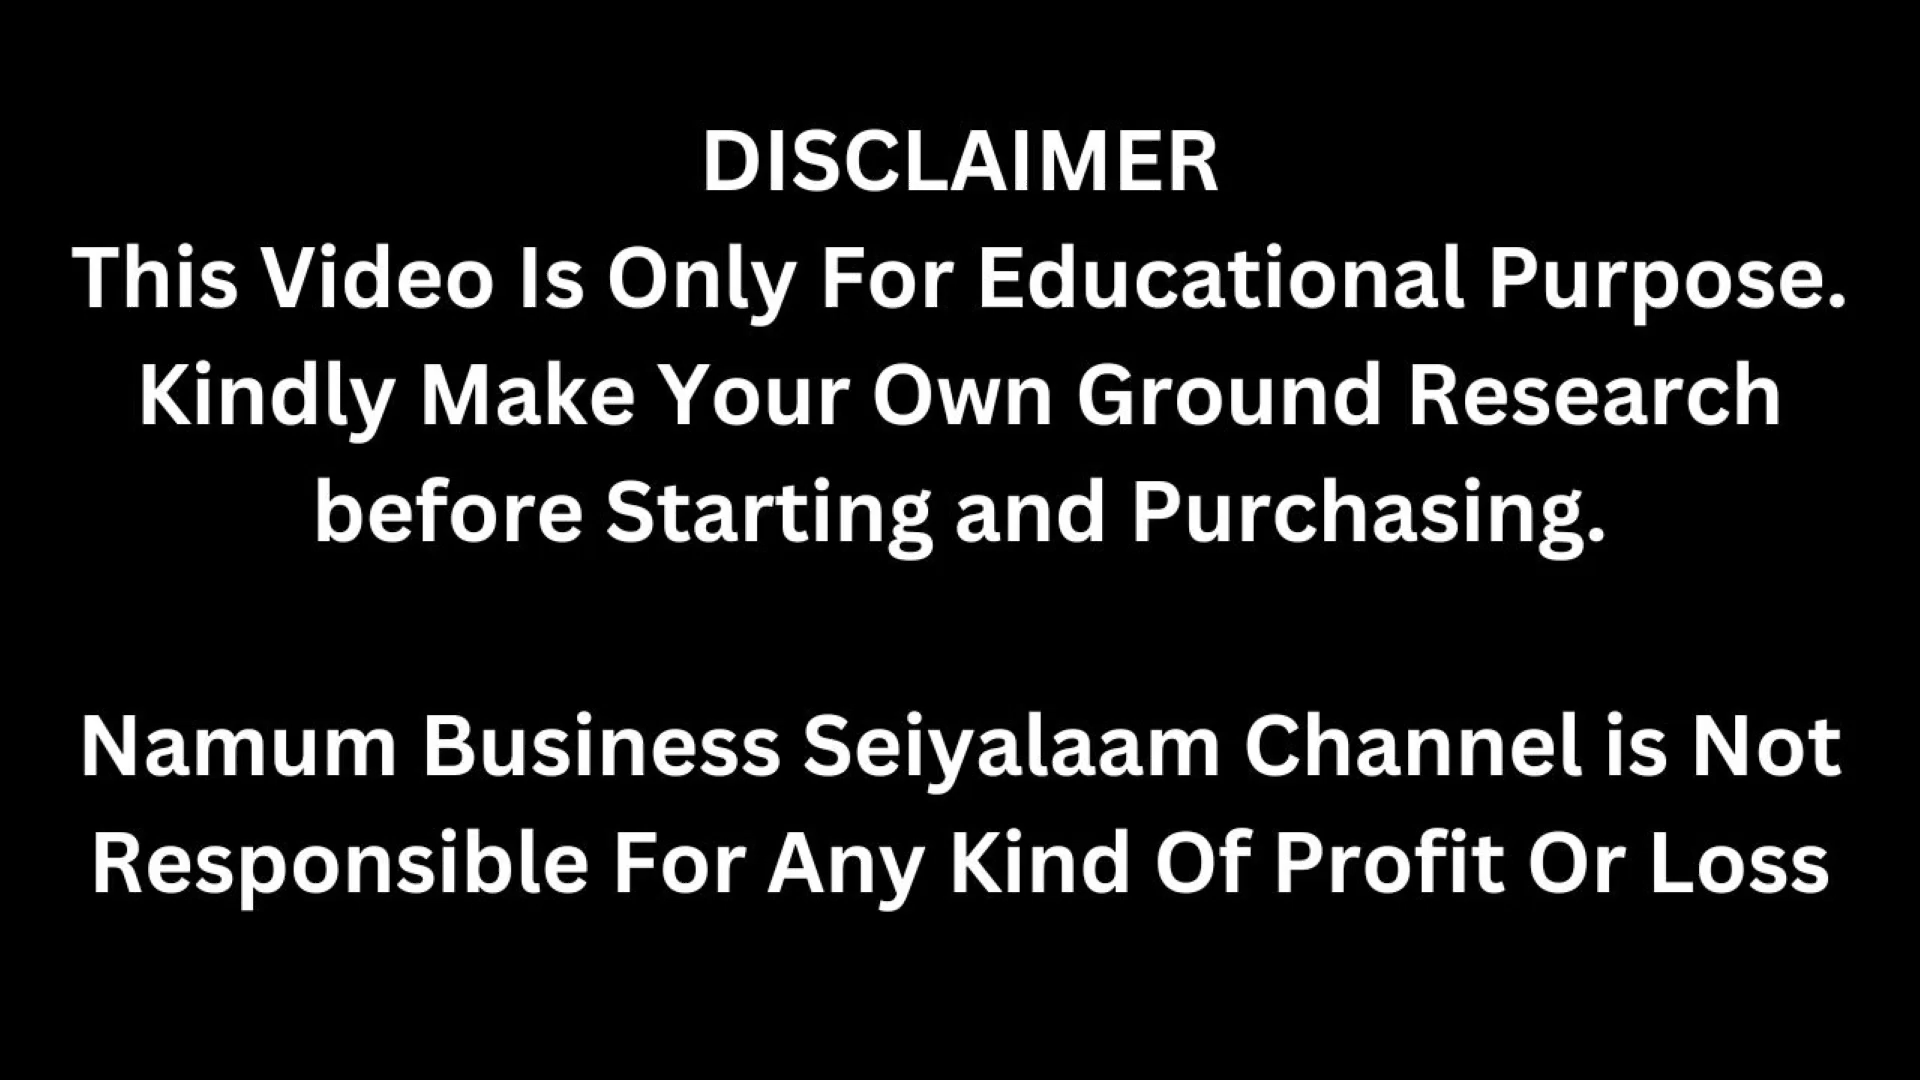 DISCLAIMER
This Video Is Only For Educational Purpose.
Kindly Make Your Own Ground Research
before Starting and Purchasing.
Namum Business Seiyalaam Channel is Not
Responsible For Any Kind Of Profit Or Loss